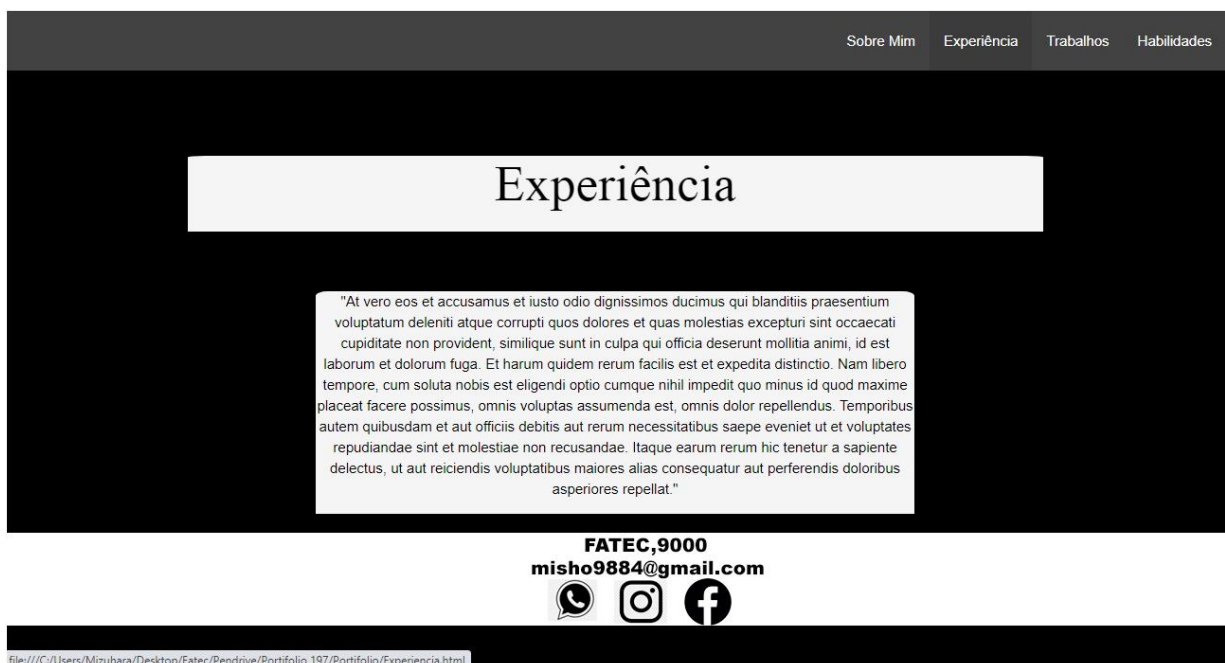 Sobre Mim Experiência Trabalhos Habilidades
Experiência
"At vero eos et accusamus et iusto odio dignissimos ducimus qui blanditiis praesentium
voluptatum deleniti atque corrupti quos dolores et quas molestias excepturi sint occaecati
cupiditate non provident, similique sunt in culpa qui officia deserunt mollitia animi, id est
laborum et dolorum fuga. Et harum quidem rerum facilis est et expedita distinctio. Nam libero
tempore, cum soluta nobis est eligendi optio cumque nihil impedit quo minus id quod maxime
placeat facere possimus, omnis voluptas assumenda est, omnis dolor repellendus. Temporibus
autem quibusdam et aut officiis debitis aut rerum necessitatibus saepe eveniet ut et voluptates
repudiandae sint et molestiae non recusandae. Itaque earum rerum hic tenetur a sapiente
delectus, ut aut reiciendis voluptatibus maiores alias consequatur aut perferendis doloribus
asperiores repellat."
FATEC,9000
misho9884@gmail.com
file:///C:/Users/Mizuhara/Desktop/Fatec/Pendrive/Portifolio 197/Portifolio/Experiencia.html